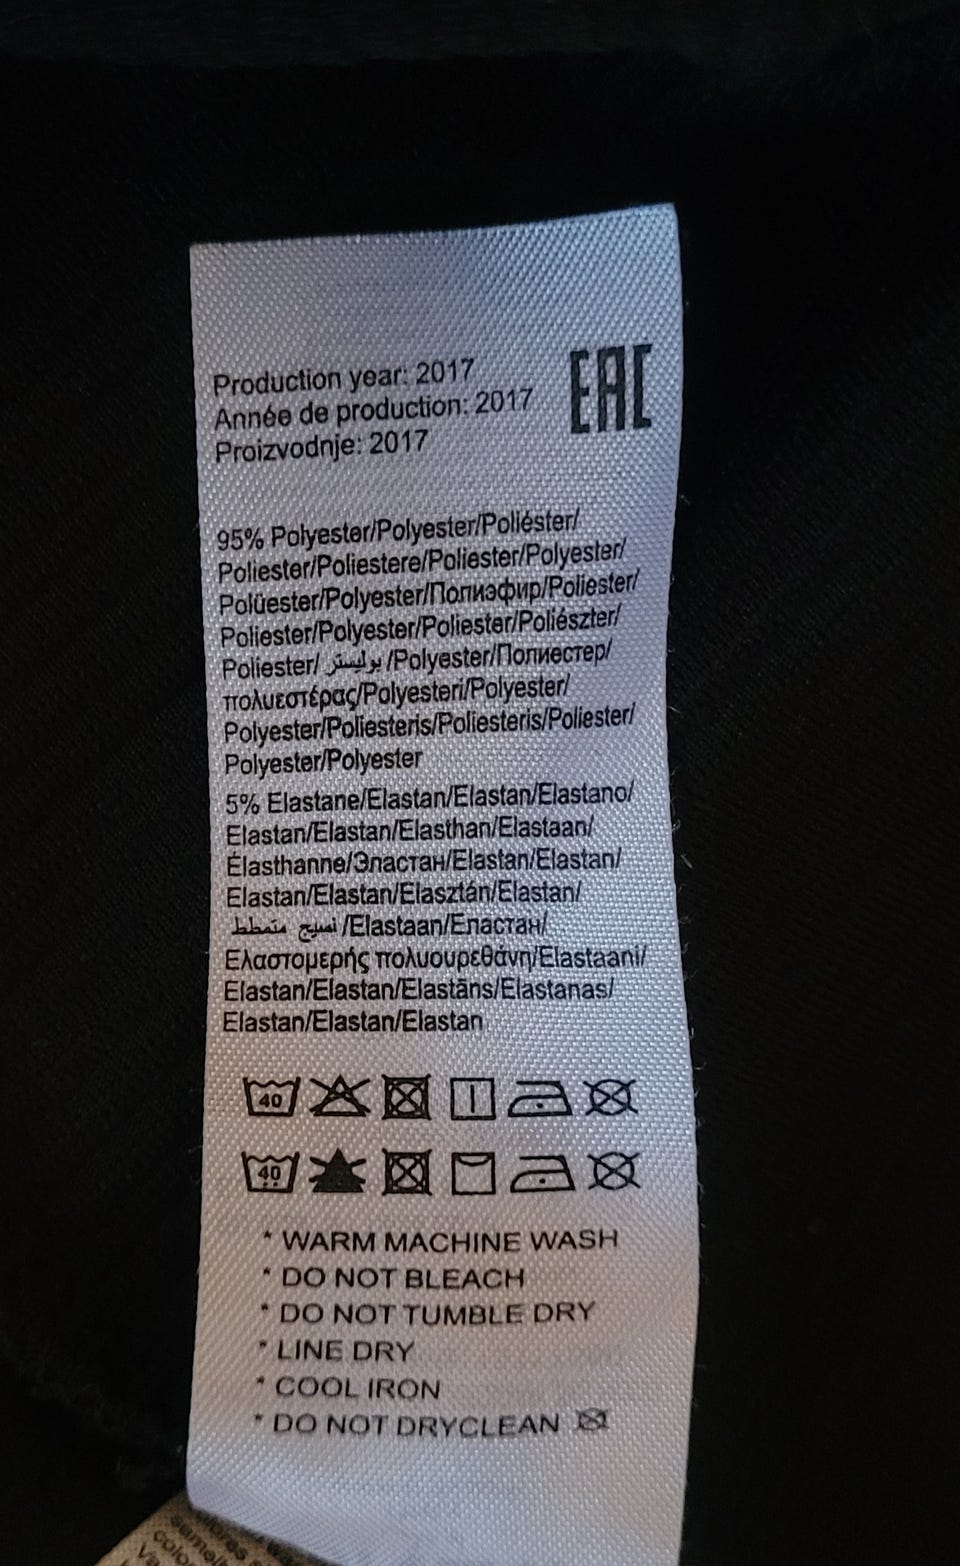 Production year: 2017
Année de production: 2017
Proizvodnje: 2017
EAC
95% Polyester/Polyester/Poliéster/
Poliester/Poliestere/Poliester/Polyester/
Polüester/Polyester/Полиэфир/Poliester/
Poliester/Polyester/Poliester/Poliészter/
Poliester/ بوليستر /Polyester/Полиестер/
πολυεστέρας/Polyesteri/Polyester/
Polyester/Poliesteris/Poliesteris/Poliester/
Polyester/Polyester
5% Elastane/Elastan/Elastan/Elastano/
Elastan/Elastan/Elasthan/Elastaan/
Élasthanne/Эластан/Elastan/Elastan/
Elastan/Elastan/Elasztán/Elastan/
نسيج متمطط /Elastaan/Еластан/
Ελαστομερής πολυουρεθάνη/Elastaani/
Elastan/Elastan/Elastāns/Elastanas/
Elastan/Elastan/Elastan
40
40
* WARM MACHINE WASH
* DO NOT BLEACH
* DO NOT TUMBLE DRY
* LINE DRY
* COOL IRON
* DO NOT DRYCLEAN